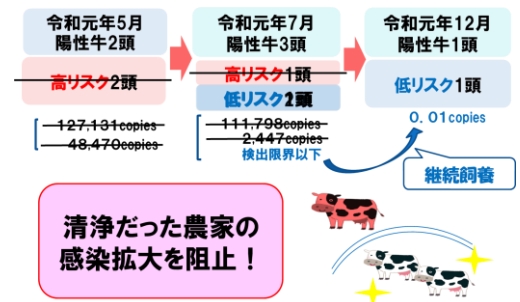 令和元年5月
陽性牛2頭
高リスク2頭
127,131copies
48,470copies
令和元年7月
陽性牛3頭
高リスク1頭
低リスク2頭
111,798copies
2,447copies
検出限界以下
令和元年12月
陽性牛1頭
低リスク1頭
0.01copies
継続飼養
清浄だった農家の
感染拡大を阻止！